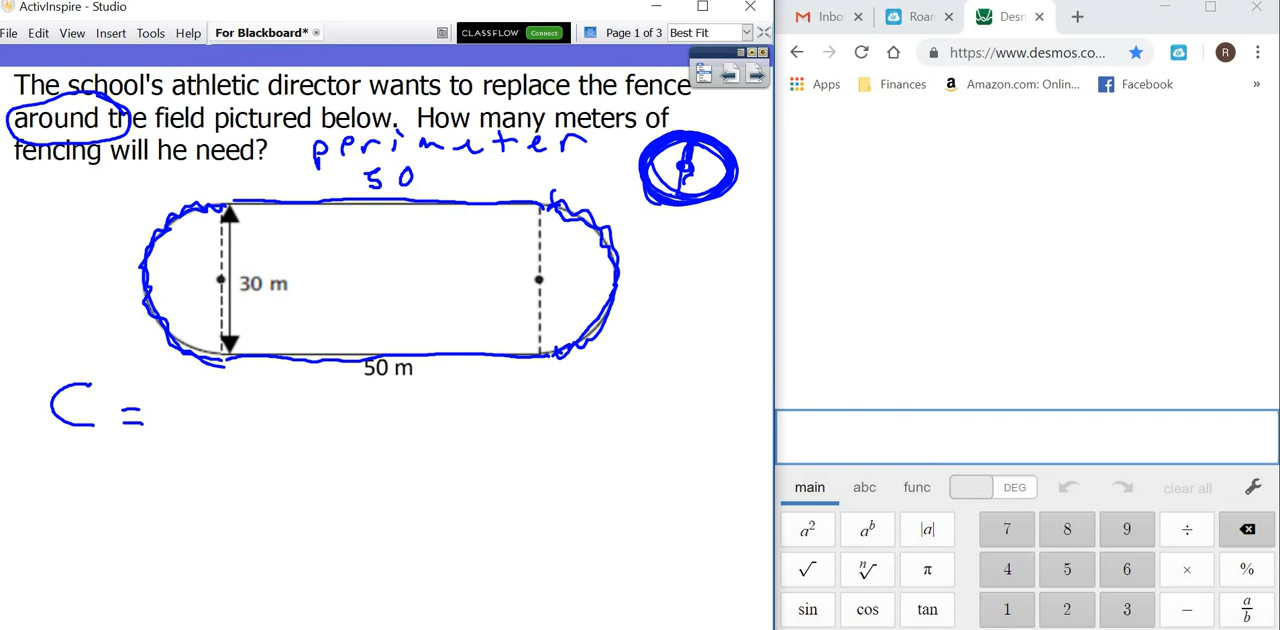 ActivInspire - Studio
File Edit View Insert Tools Help For Blackboard* CLASSFLOW Connect Page 1 of 3 Best Fit
The school's athletic director wants to replace the fence
around the field pictured below. How many meters of
fencing will he need?
perimeter
50
r
30 m
50 m
C =
Inbo Roan Desm
https://www.desmos.co... R
Apps Finances Amazon.com: Onlin... Facebook »
main abc func DEG clear all
a² aᵇ |a| 7 8 9 ÷
√ ⁿ√ π 4 5 6 × %
sin cos tan 1 2 3 − a/b